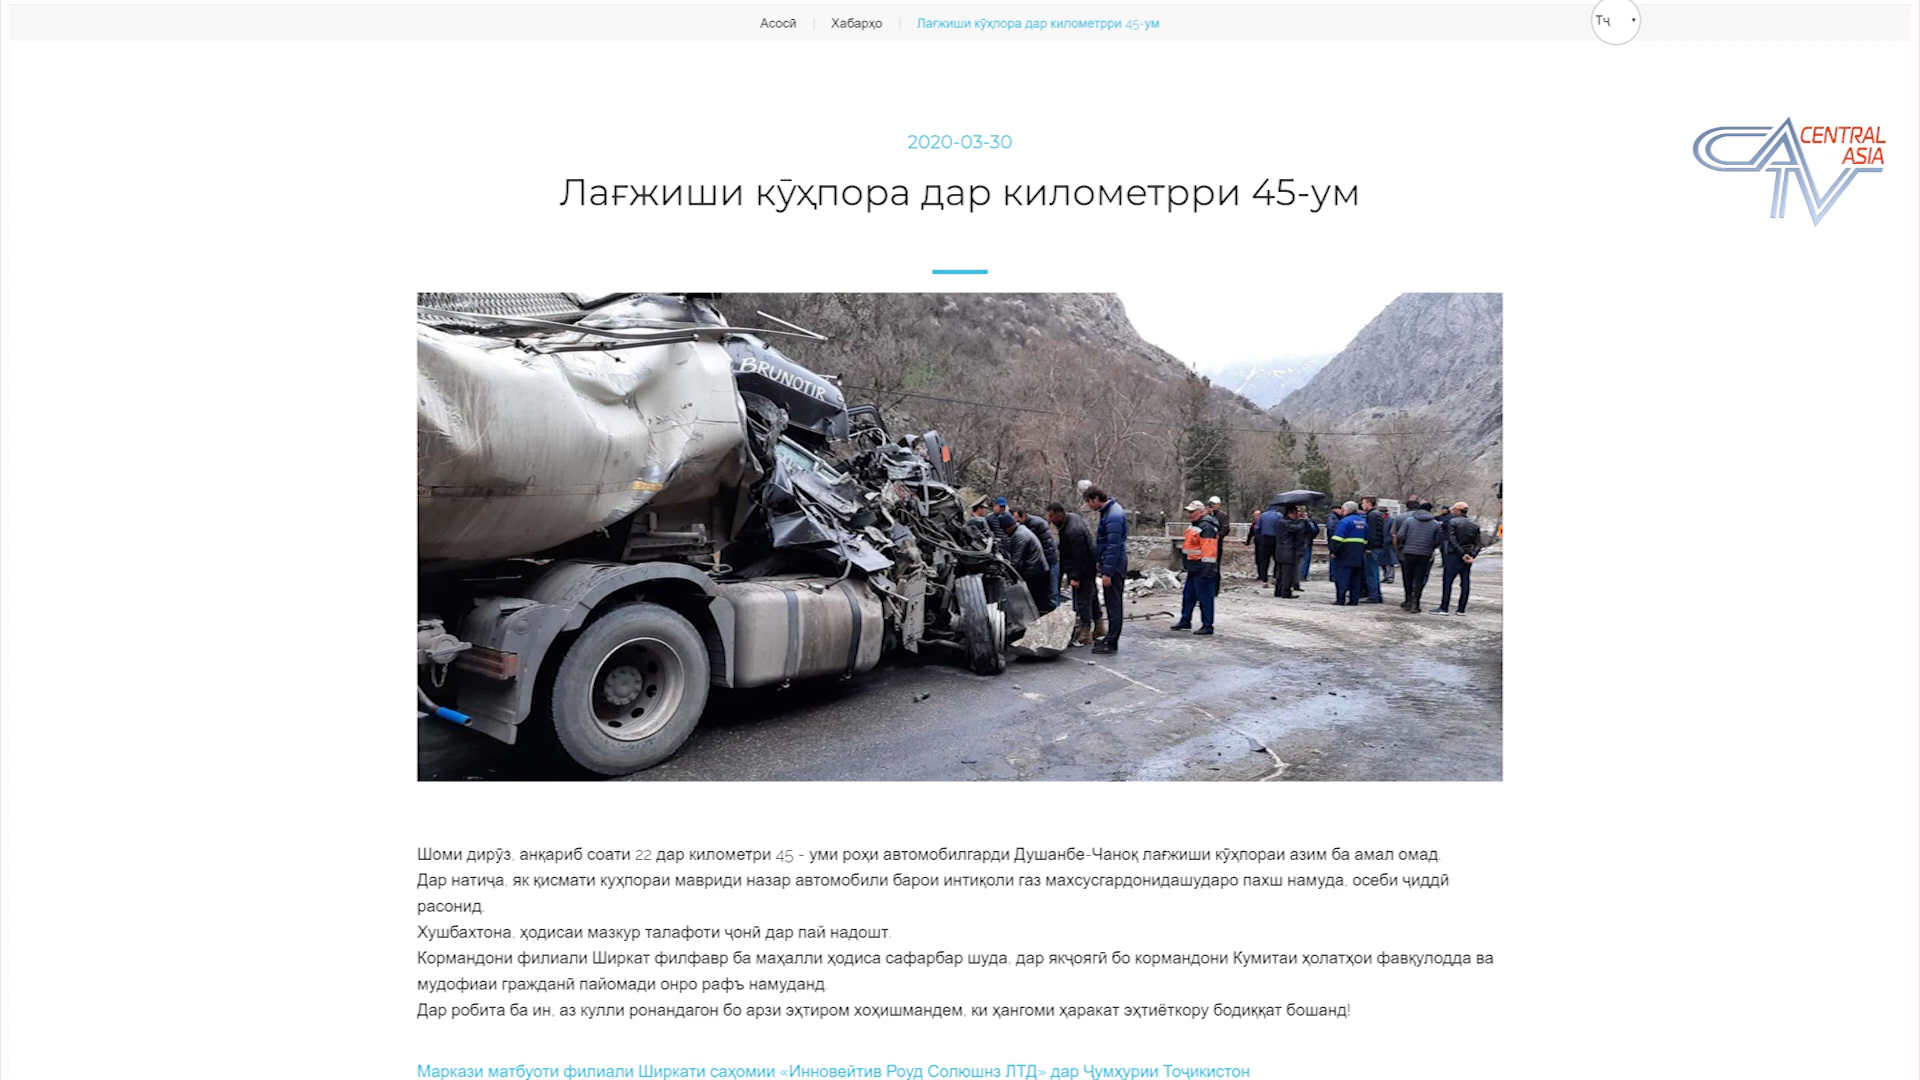 Асосӣ
Хабарҳо
Лағжиши кӯҳпора дар километрри 45-ум
Тҷ
2020-03-30
CENTRAL
ASIA
CATV
Лағжиши кӯҳпора дар километрри 45-ум
BRUNOTIR
Шоми дирӯз, анқариб соати 22 дар километри 45 - уми роҳи автомобилгарди Душанбе-Чаноқ лағжиши кӯҳпораи азим ба амал омад.
Дар натиҷа, як қисмати куҳпораи мавриди назар автомобили барои интиқоли газ махсусгардонидашударо пахш намуда, осеби ҷиддӣ
расонид.
Хушбахтона, ҳодисаи мазкур талафоти ҷонӣ дар пай надошт.
Кормандони филиали Ширкат филфавр ба маҳалли ҳодиса сафарбар шуда, дар якҷоягӣ бо кормандони Кумитаи ҳолатҳои фавқулодда ва
мудофиаи гражданӣ пайомади онро рафъ намуданд.
Дар робита ба ин, аз кулли ронандагон бо арзи эҳтиром хоҳишмандем, ки ҳангоми ҳаракат эҳтиёткору бодиққат бошанд!
Маркази матбуоти филиали Ширкати саҳомии «Инновейтив Роуд Солюшнз ЛТД» дар Ҷумҳурии Тоҷикистон